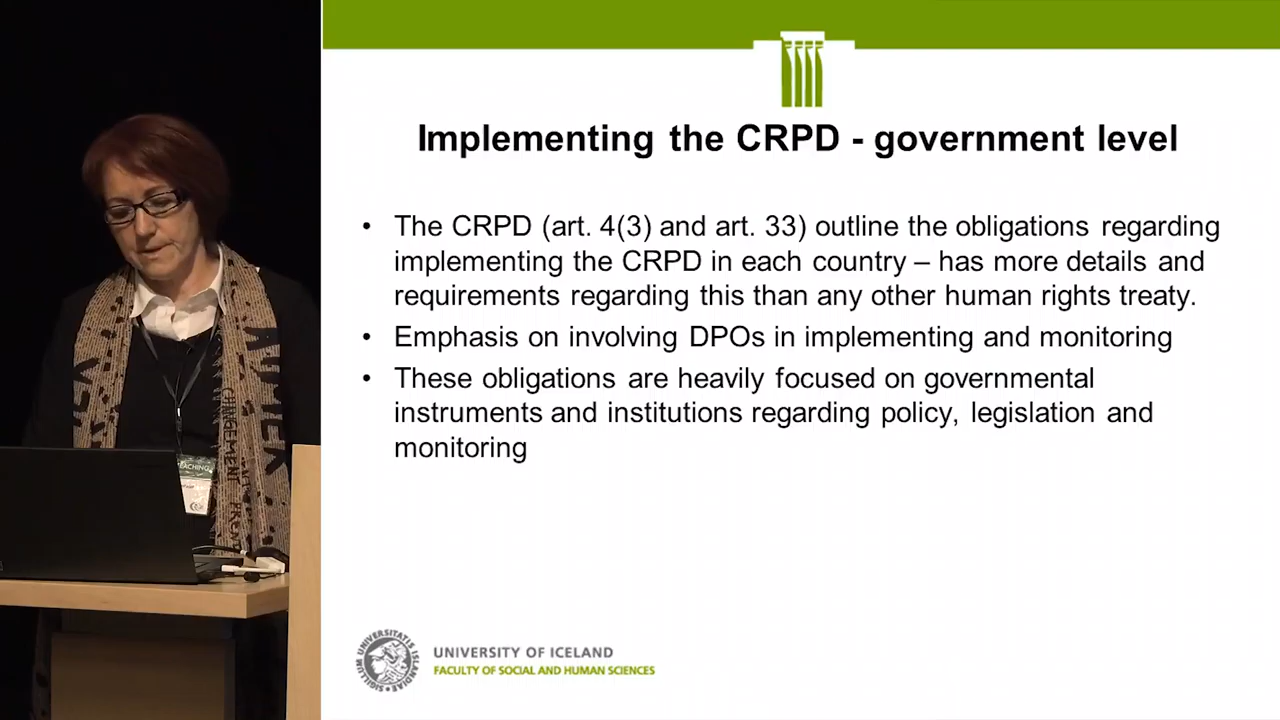 Implementing the CRPD - government level
• The CRPD (art. 4(3) and art. 33) outline the obligations regarding
implementing the CRPD in each country – has more details and
requirements regarding this than any other human rights treaty.
• Emphasis on involving DPOs in implementing and monitoring
• These obligations are heavily focused on governmental
instruments and institutions regarding policy, legislation and
monitoring
SIGILLUM UNIVERSITATIS ISLANDIAE
UNIVERSITY OF ICELAND
FACULTY OF SOCIAL AND HUMAN SCIENCES